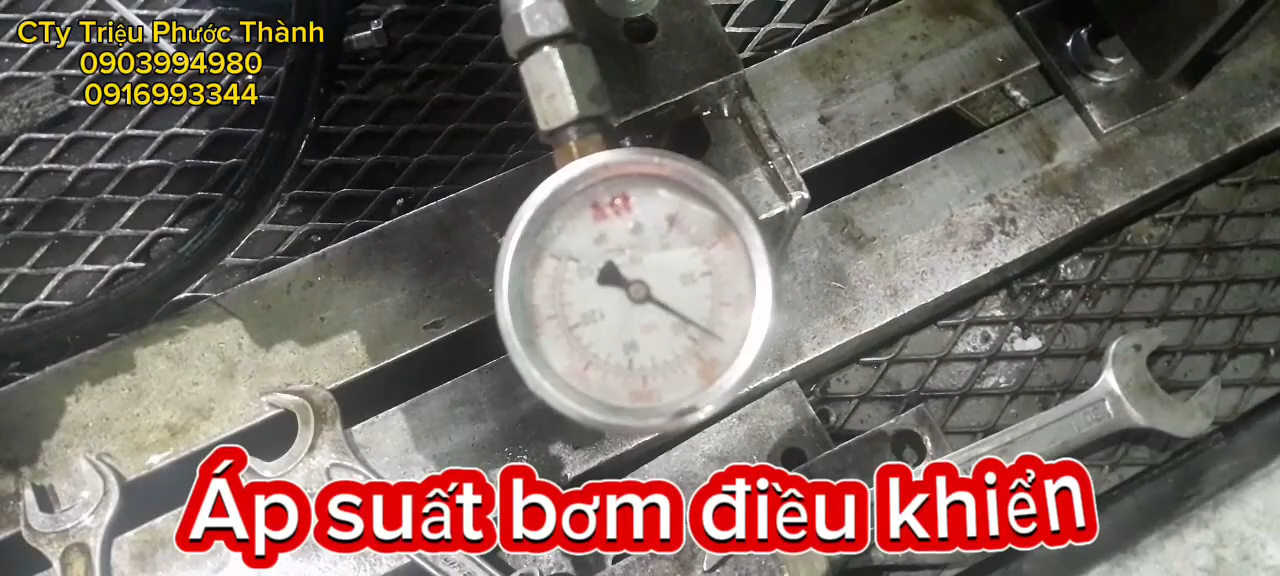 CTy Triệu Phước Thành
0903994980
0916993344
Áp suất bơm điều khiển